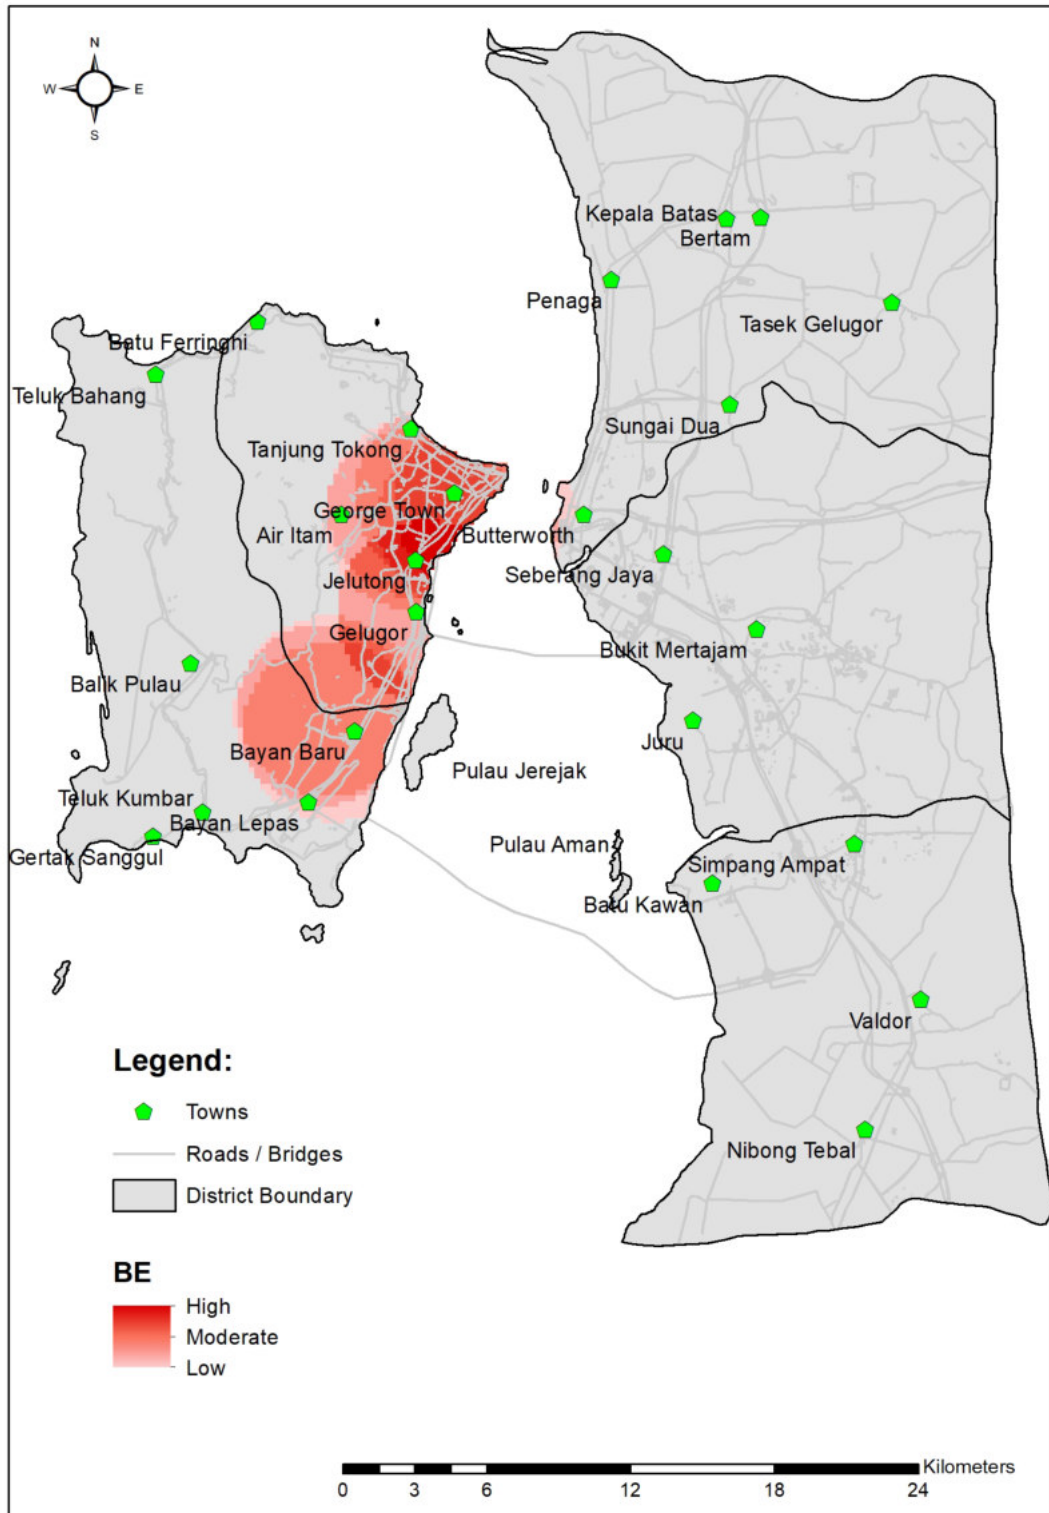 N
W E
S
Kepala Batas
Bertam
Penaga
Tasek Gelugor
Batu Ferringhi
Teluk Bahang
Sungai Dua
Tanjung Tokong
George Town
Air Itam
Butterworth
Seberang Jaya
Jelutong
Gelugor
Bukit Mertajam
Balik Pulau
Juru
Bayan Baru
Pulau Jerejak
Teluk Kumbar
Bayan Lepas
Gertak Sanggul
Pulau Aman
Simpang Ampat
Batu Kawan
Valdor
Nibong Tebal
Legend:
Towns
Roads / Bridges
District Boundary
BE
High
Moderate
Low
Kilometers
0 3 6 12 18 24